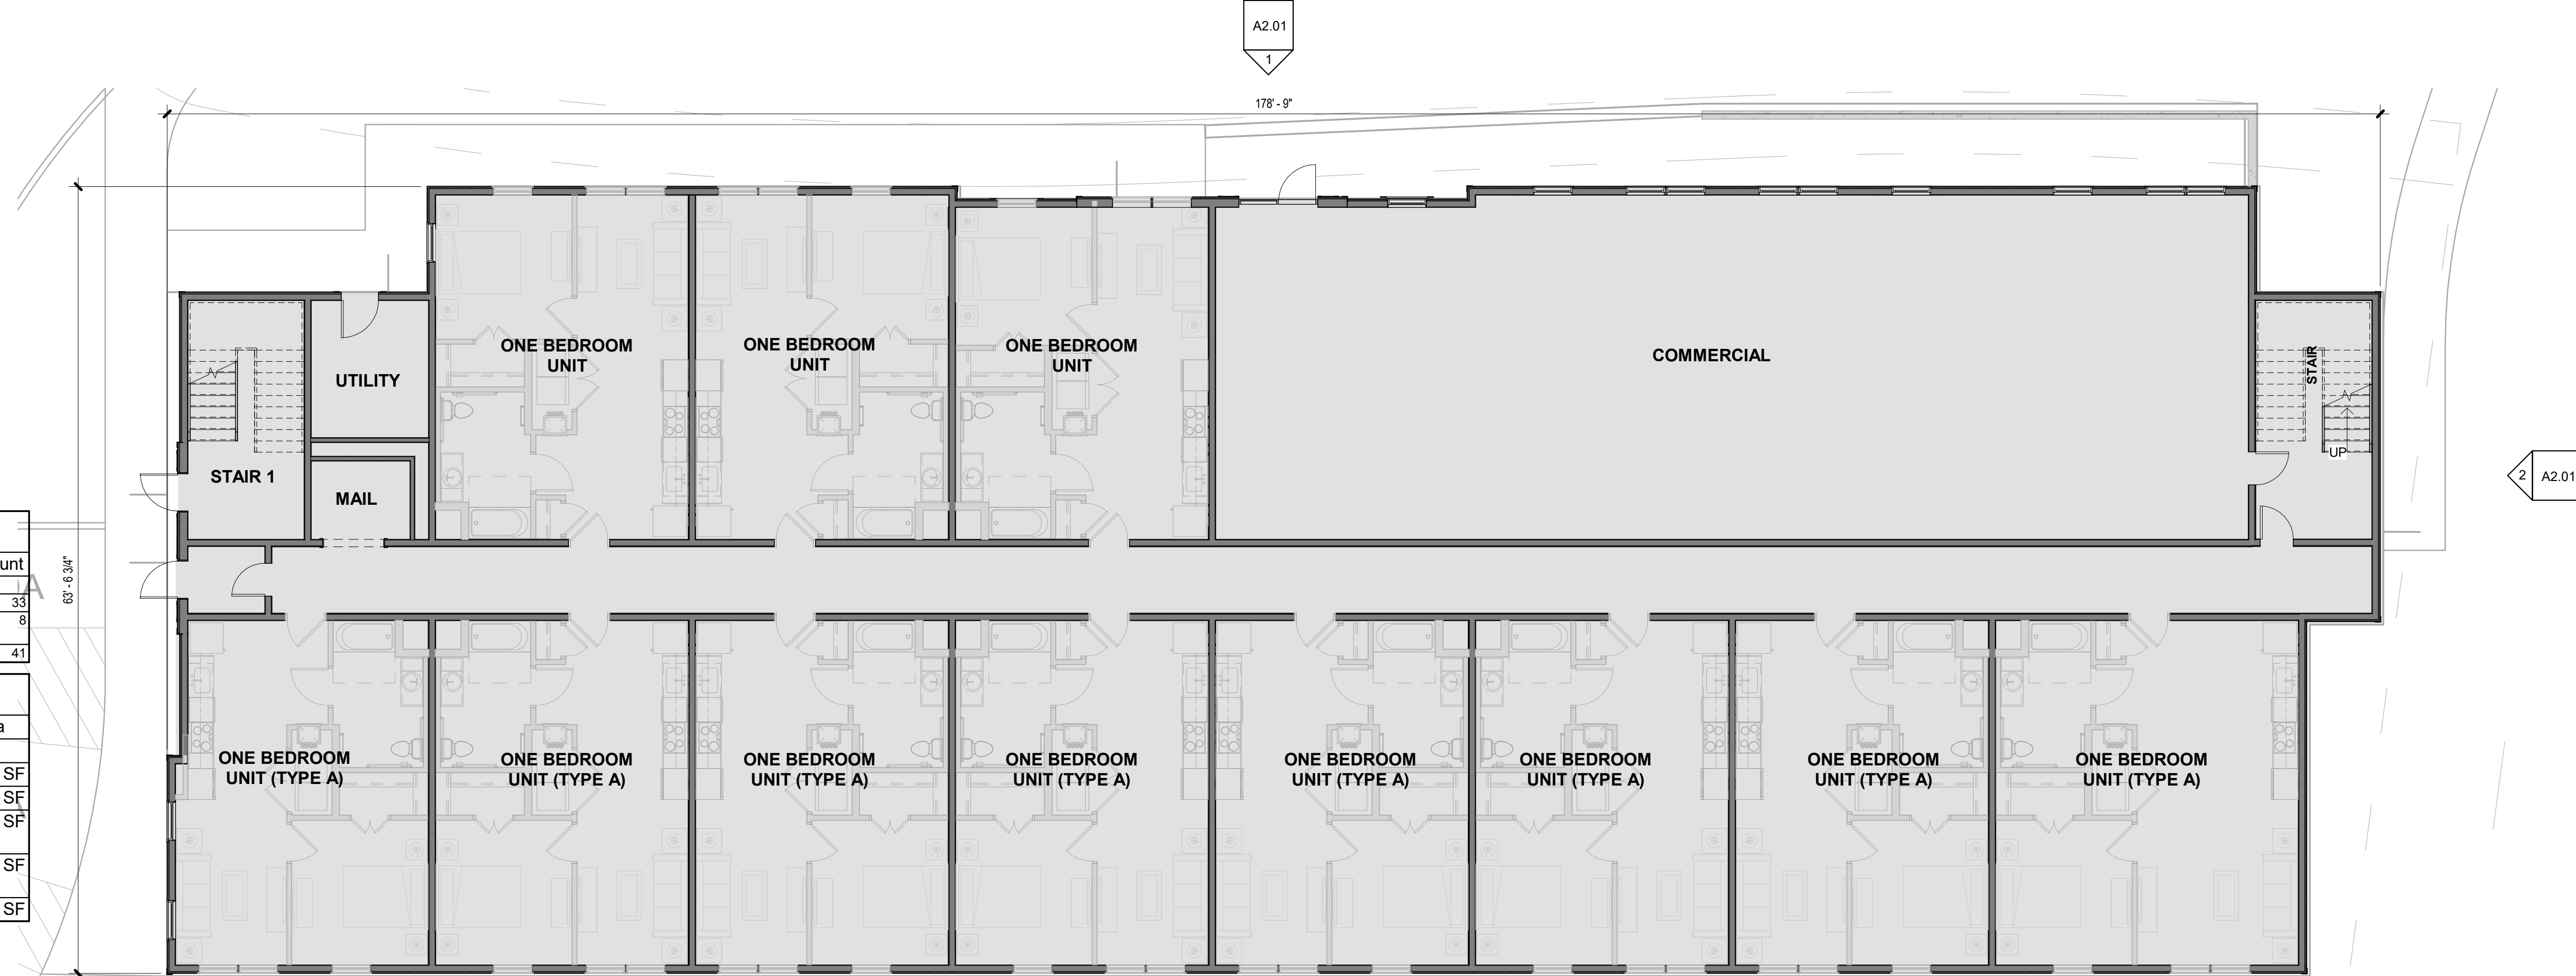 A2.01
1
178' - 9"
ONE BEDROOM
UNIT
ONE BEDROOM
UNIT
ONE BEDROOM
UNIT
COMMERCIAL
STAIR
UP
UTILITY
STAIR 1
MAIL
2
A2.01
63' - 6 3/4"
unt
A
33
8
41
a
SF
SF
SF
SF
SF
ONE BEDROOM
UNIT (TYPE A)
ONE BEDROOM
UNIT (TYPE A)
ONE BEDROOM
UNIT (TYPE A)
ONE BEDROOM
UNIT (TYPE A)
ONE BEDROOM
UNIT (TYPE A)
ONE BEDROOM
UNIT (TYPE A)
ONE BEDROOM
UNIT (TYPE A)
ONE BEDROOM
UNIT (TYPE A)